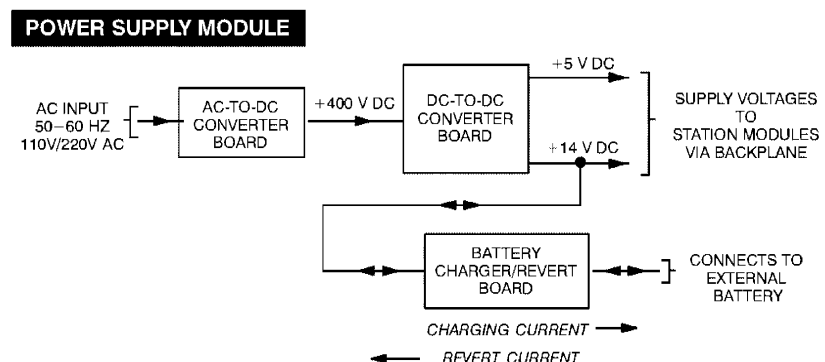 POWER SUPPLY MODULE
AC INPUT
50–60 HZ
110V/220V AC
AC-TO-DC
CONVERTER
BOARD
+400 V DC
DC-TO-DC
CONVERTER
BOARD
+5 V DC
+14 V DC
SUPPLY VOLTAGES
TO
STATION MODULES
VIA BACKPLANE
BATTERY
CHARGER/REVERT
BOARD
CONNECTS TO
EXTERNAL
BATTERY
CHARGING CURRENT
REVERT CURRENT